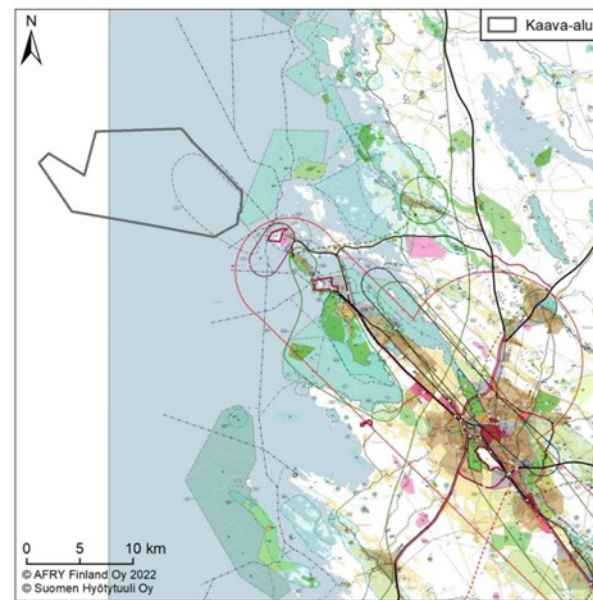 N
Kaava-alu
0 5 10 km
© AFRY Finland Oy 2022
© Suomen Hyötytuuli Oy